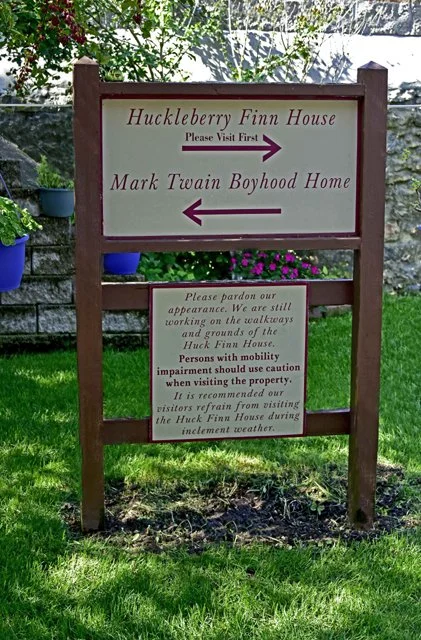 Huckleberry Finn House
Please Visit First
Mark Twain Boyhood Home
Please pardon our
appearance. We are still
working on the walkways
and grounds of the
Huck Finn House.
Persons with mobility
impairment should use caution
when visiting the property.
It is recommended our
visitors refrain from visiting
the Huck Finn House during
inclement weather.